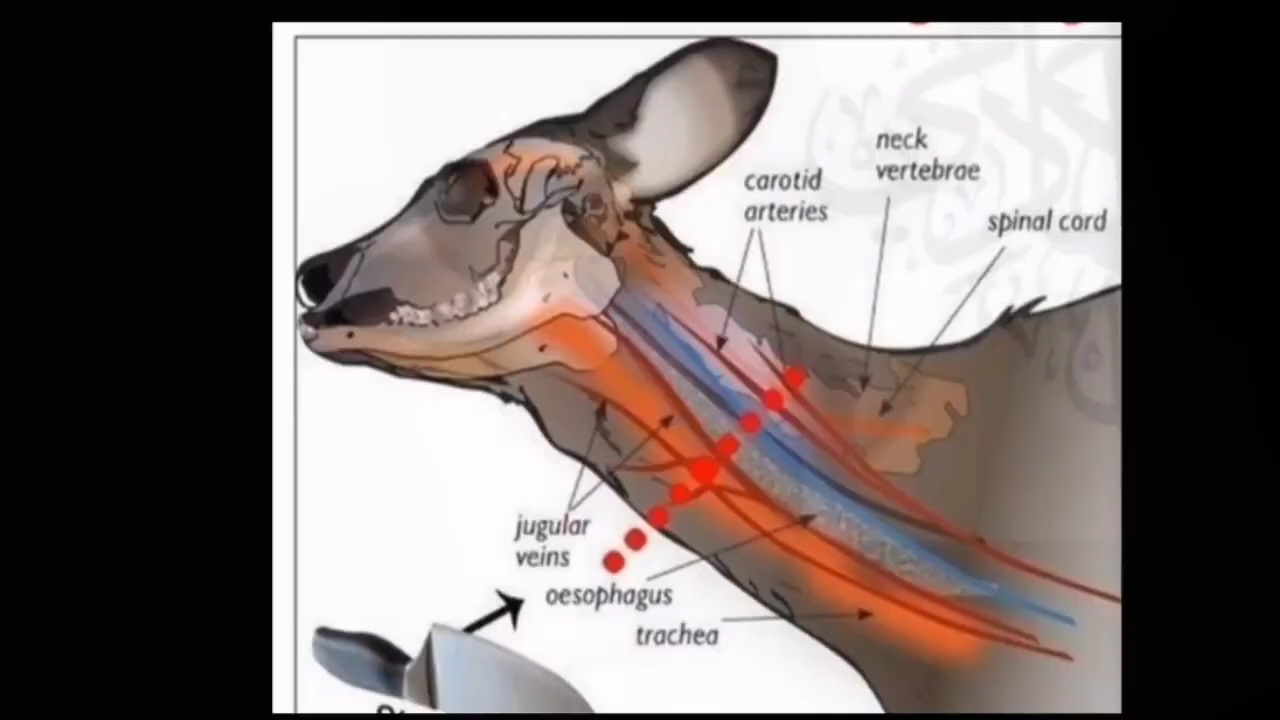 neck
vertebrae
carotid
arteries
spinal cord
jugular
veins
oesophagus
trachea